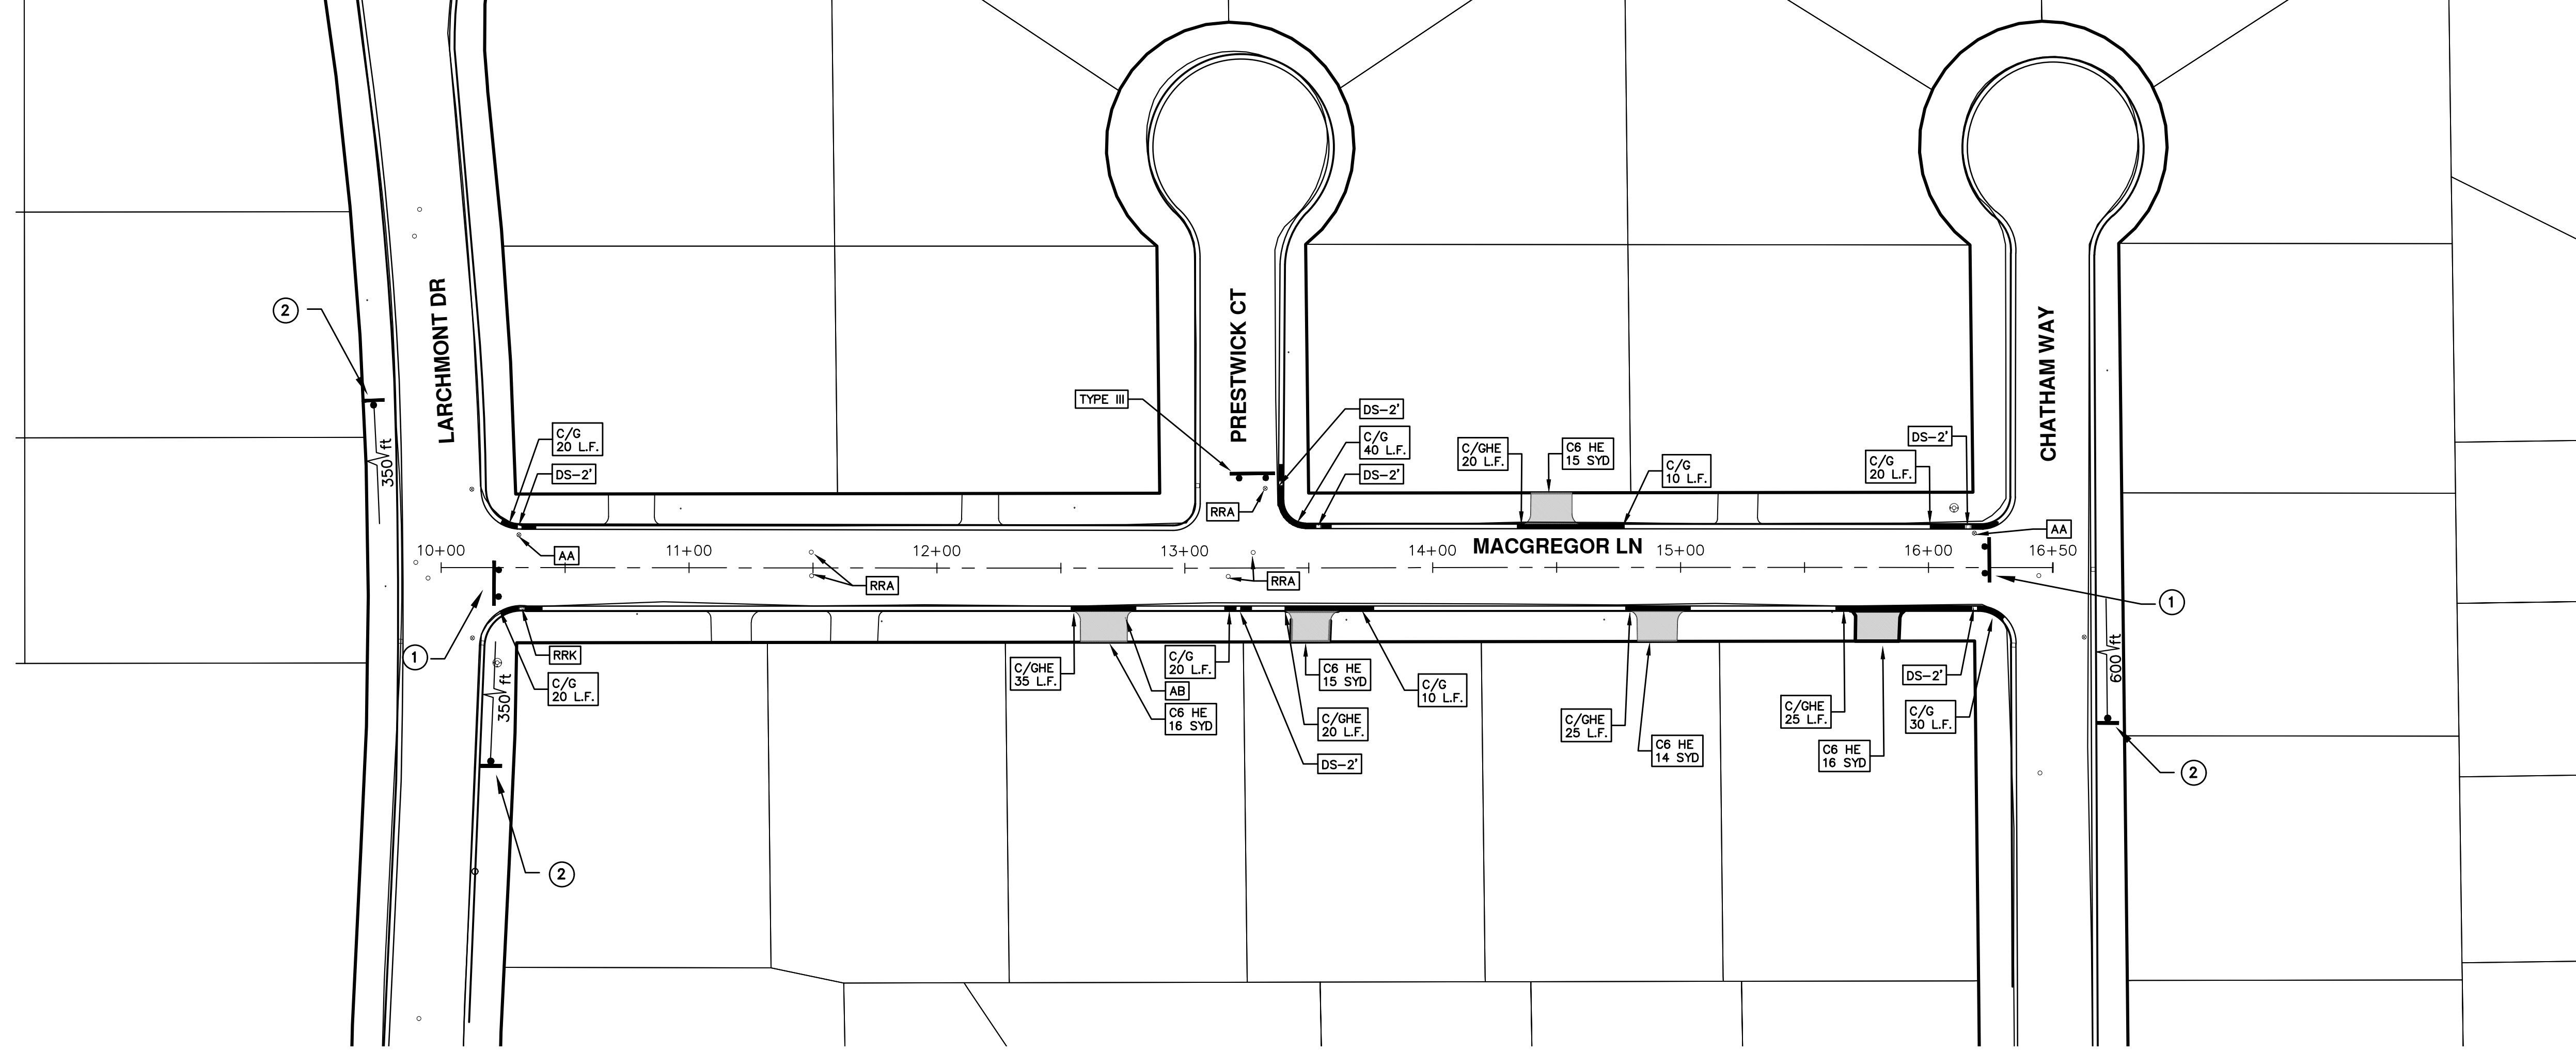 LARCHMONT DR
PRESTWICK CT
CHATHAM WAY
2
350 ft
TYPE III
C/G
20 L.F.
DS-2'
DS-2'
C/G
40 L.F.
DS-2'
C/GHE
20 L.F.
C6 HE
15 SYD
C/G
10 L.F.
C/G
20 L.F.
DS-2'
RRA
AA
AA
10+00
11+00
12+00
13+00
14+00
MACGREGOR LN
15+00
16+00
16+50
RRA
RRA
1
1
RRK
C/G
20 L.F.
350 ft
C/GHE
35 L.F.
C/G
20 L.F.
AB
C6 HE
16 SYD
C6 HE
15 SYD
C/GHE
20 L.F.
DS-2'
C/G
10 L.F.
C/GHE
25 L.F.
C6 HE
14 SYD
C/GHE
25 L.F.
C6 HE
16 SYD
DS-2'
C/G
30 L.F.
600 ft
2
2